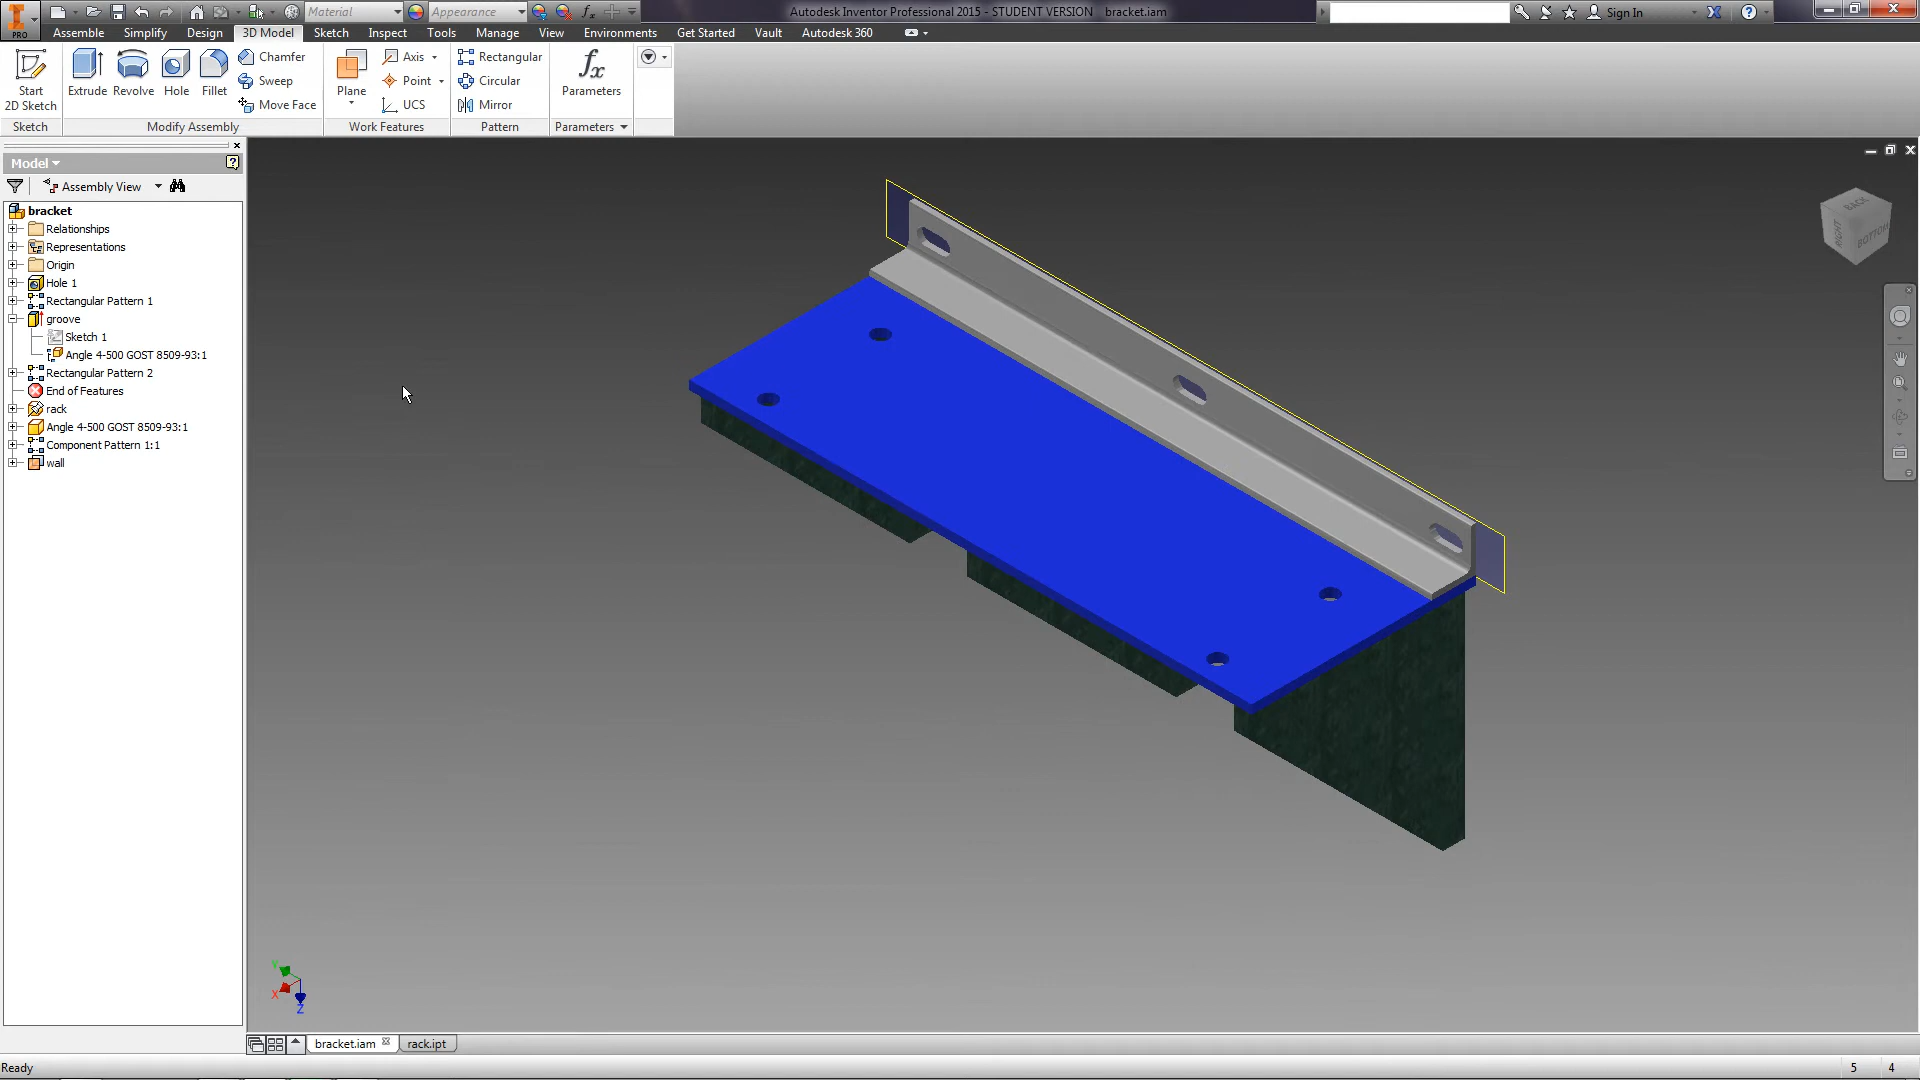 Material
Appearance
Autodesk Inventor Professional 2015 - STUDENT VERSION bracket.iam
Sign In
PRO
Assemble Simplify Design 3D Model Sketch Inspect Tools Manage View Environments Get Started Vault Autodesk 360
Start
2D Sketch
Extrude
Revolve
Hole
Fillet
Chamfer
Sweep
Move Face
Plane
Axis
Point
UCS
Rectangular
Circular
Mirror
fx
Parameters
Sketch
Modify Assembly
Work Features
Pattern
Parameters
Model
Assembly View
bracket
Relationships
Representations
Origin
Hole 1
Rectangular Pattern 1
groove
Sketch 1
Angle 4-500 GOST 8509-93:1
Rectangular Pattern 2
End of Features
rack
Angle 4-500 GOST 8509-93:1
Component Pattern 1:1
wall
RIGHT
BACK
BOTTOM
Y
X
Z
bracket.iam
rack.ipt
Ready
5
4